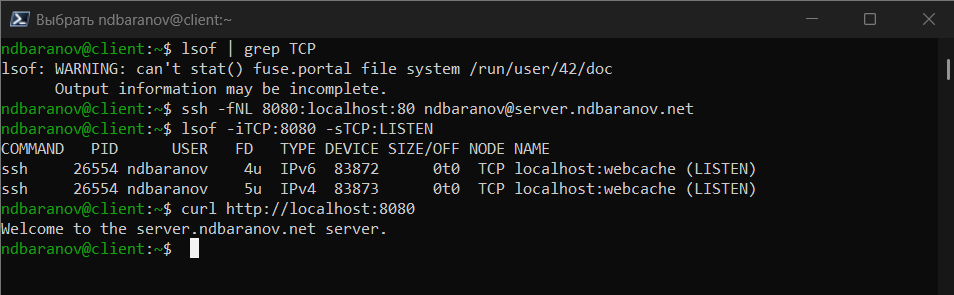 Выбрать ndbaranov@client:~
ndbaranov@client:~$ lsof | grep TCP
lsof: WARNING: can't stat() fuse.portal file system /run/user/42/doc
      Output information may be incomplete.
ndbaranov@client:~$ ssh -fNL 8080:localhost:80 ndbaranov@server.ndbaranov.net
ndbaranov@client:~$ lsof -iTCP:8080 -sTCP:LISTEN
COMMAND   PID      USER   FD   TYPE DEVICE SIZE/OFF NODE NAME
ssh     26554 ndbaranov    4u  IPv6  83872      0t0  TCP localhost:webcache (LISTEN)
ssh     26554 ndbaranov    5u  IPv4  83873      0t0  TCP localhost:webcache (LISTEN)
ndbaranov@client:~$ curl http://localhost:8080
Welcome to the server.ndbaranov.net server.
ndbaranov@client:~$